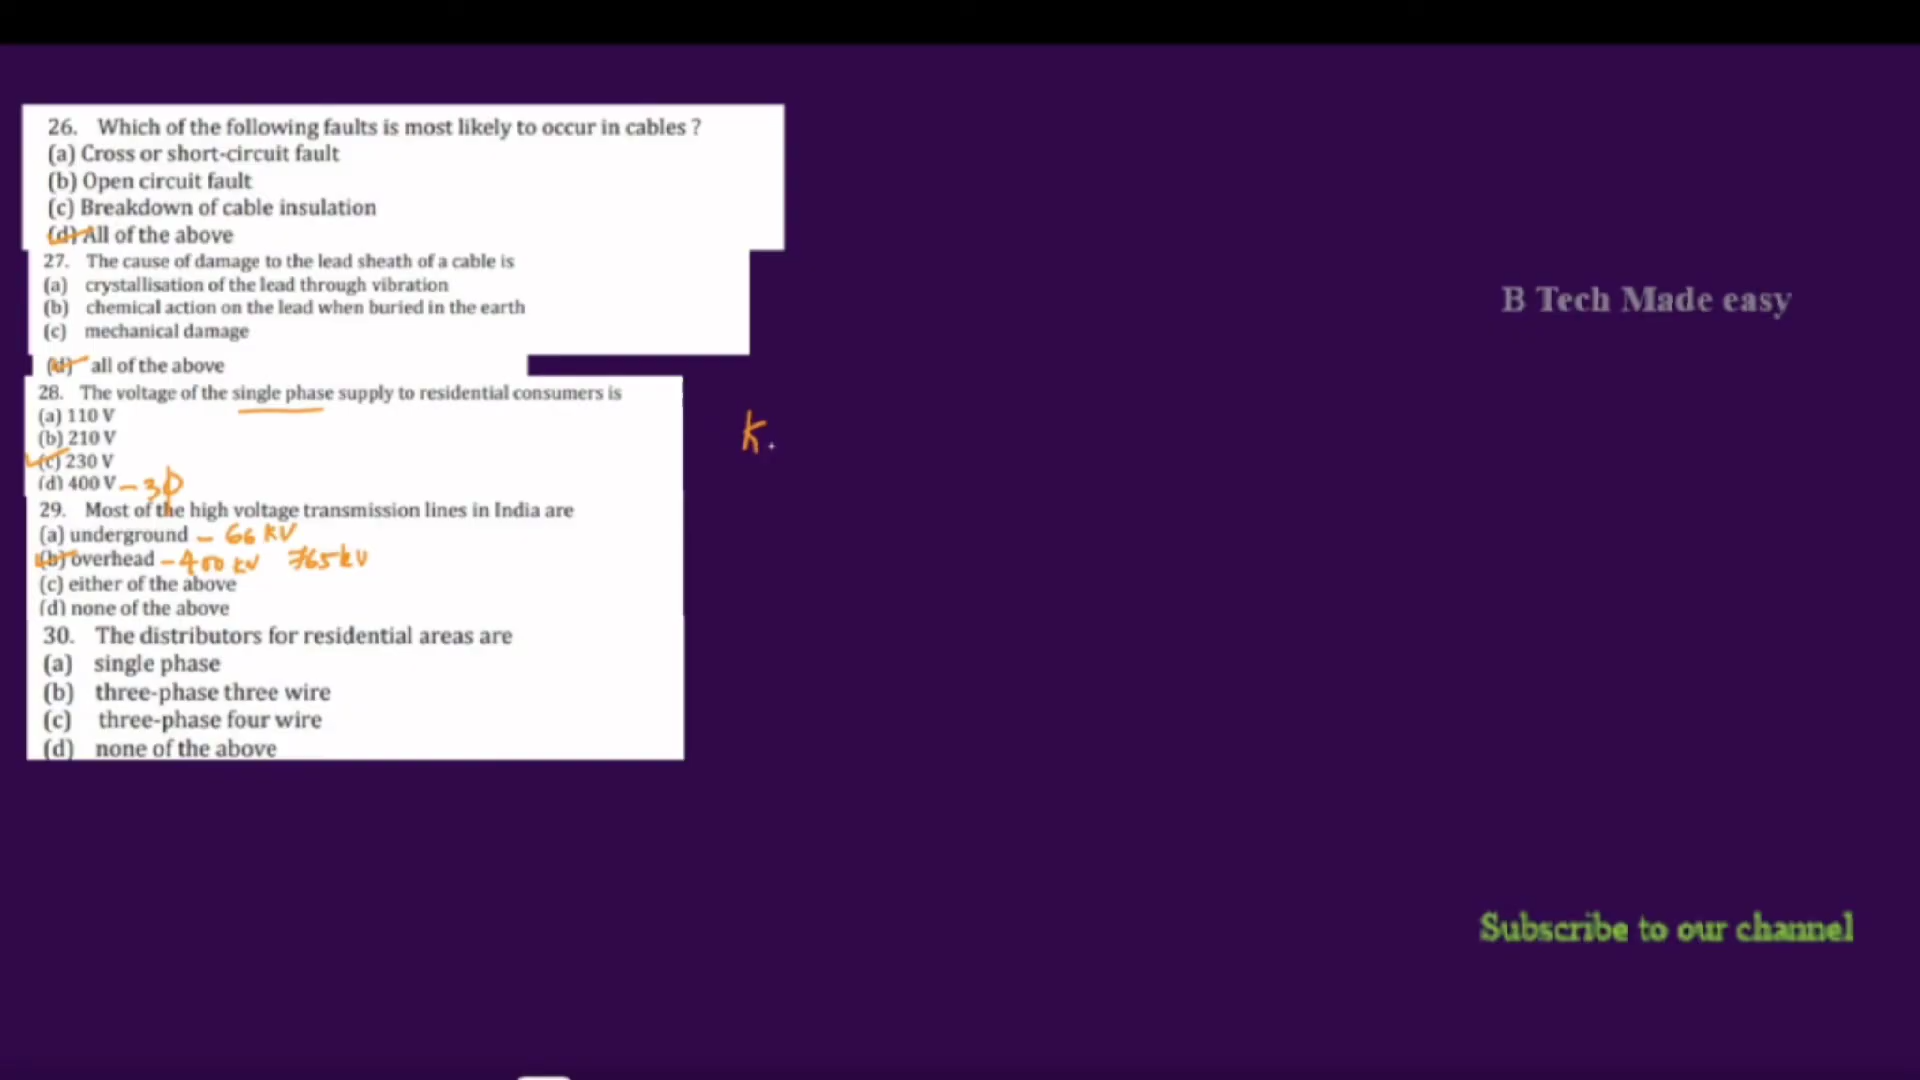 26. Which of the following faults is most likely to occur in cables ?
(a) Cross or short-circuit fault
(b) Open circuit fault
(c) Breakdown of cable insulation
(d) All of the above
27. The cause of damage to the lead sheath of a cable is
(a) crystallisation of the lead through vibration
(b) chemical action on the lead when buried in the earth
(c) mechanical damage
(d) all of the above
28. The voltage of the single phase supply to residential consumers is
(a) 110 V
(b) 210 V
(c) 230 V
(d) 400 V - 3ϕ
29. Most of the high voltage transmission lines in India are
(a) underground - 66 KV
(b) overhead - 400 kV 765kV
(c) either of the above
(d) none of the above
30. The distributors for residential areas are
(a) single phase
(b) three-phase three wire
(c) three-phase four wire
(d) none of the above
K.
B Tech Made easy
Subscribe to our channel